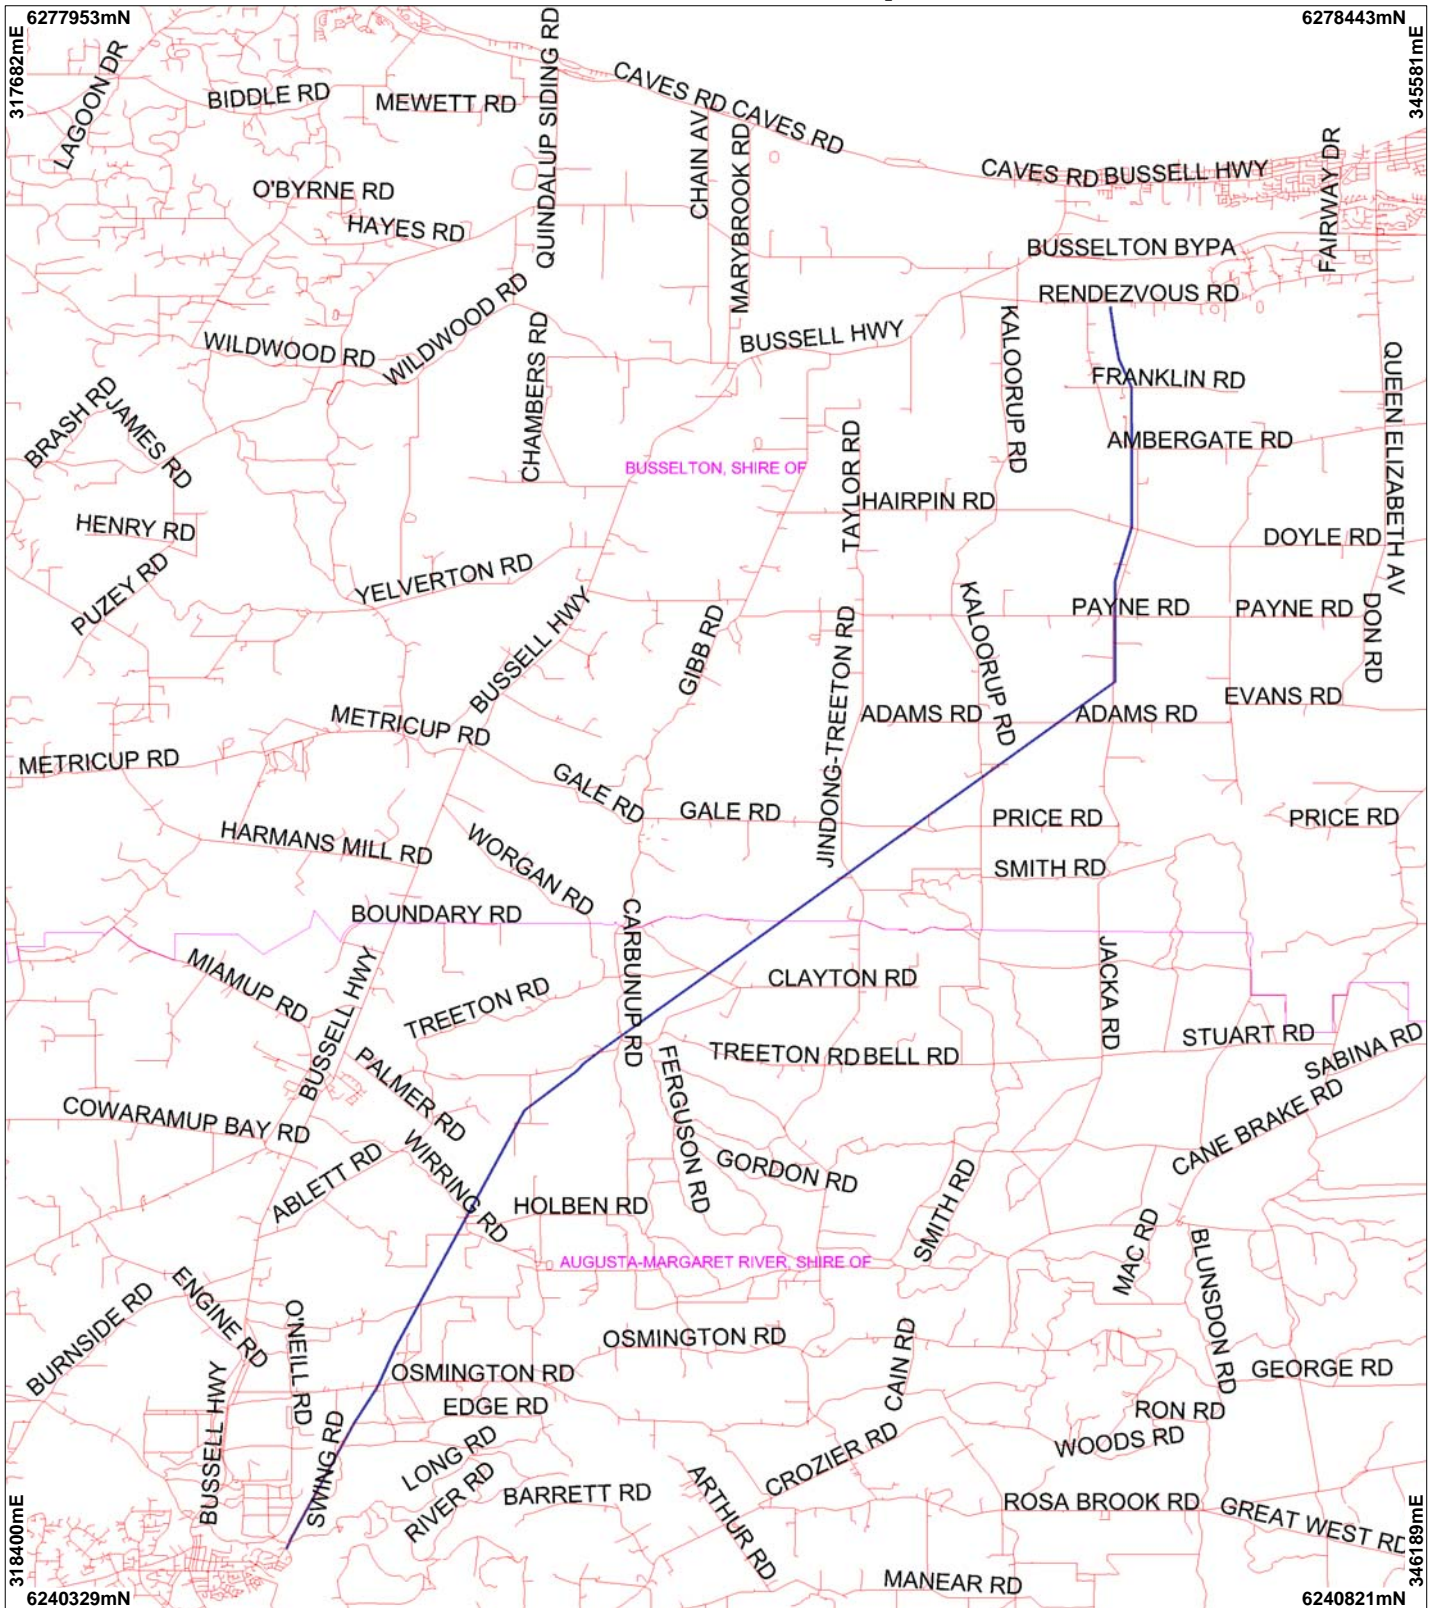 6277953mN
6278443mN
317682mE
345581mE
LAGOON DR
BIDDLE RD
MEWETT RD
QUINDALUP SIDING RD
CAVES RD
CAVES RD
CHAIN AV
MARYBROOK RD
CAVES RD
BUSSELL HWY
FAIRWAY DR
O'BYRNE RD
HAYES RD
BUSSELTON BYPA
RENDEZVOUS RD
WILDWOOD RD
WILDWOOD RD
CHAMBERS RD
BUSSELL HWY
KALOORUP RD
FRANKLIN RD
QUEEN ELIZABETH AV
BRASH RD
JAMES RD
AMBERGATE RD
BUSSELTON, SHIRE OF
TAYLOR RD
HAIRPIN RD
HENRY RD
DOYLE RD
PUZEY RD
YELVERTON RD
BUSSELL HWY
GIBB RD
JINDONG-TREETON RD
KALOORUP RD
PAYNE RD
PAYNE RD
DON RD
EVANS RD
METRICUP RD
METRICUP RD
ADAMS RD
ADAMS RD
GALE RD
GALE RD
PRICE RD
PRICE RD
HARMANS MILL RD
WORGAN RD
SMITH RD
BOUNDARY RD
CARBUNUP RD
MIAMUP RD
BUSSELL HWY
TREETON RD
CLAYTON RD
JACKA RD
STUART RD
SABINA RD
PALMER RD
FERGUSON RD
TREETON RD
BELL RD
COWARAMUP BAY RD
CANE BRAKE RD
ABLETT RD
WIRRING RD
GORDON RD
SMITH RD
HOLBEN RD
MAC RD
BLUNSDON RD
AUGUSTA-MARGARET RIVER, SHIRE OF
BURNSIDE RD
ENGINE RD
O'NEILL RD
OSMINGTON RD
OSMINGTON RD
CAIN RD
GEORGE RD
BUSSELL HWY
EDGE RD
RON RD
SWING RD
LONG RD
CROZIER RD
WOODS RD
RIVER RD
BARRETT RD
ARTHUR RD
ROSA BROOK RD
GREAT WEST RD
MANEAR RD
318400mE
346189mE
6240329mN
6240821mN